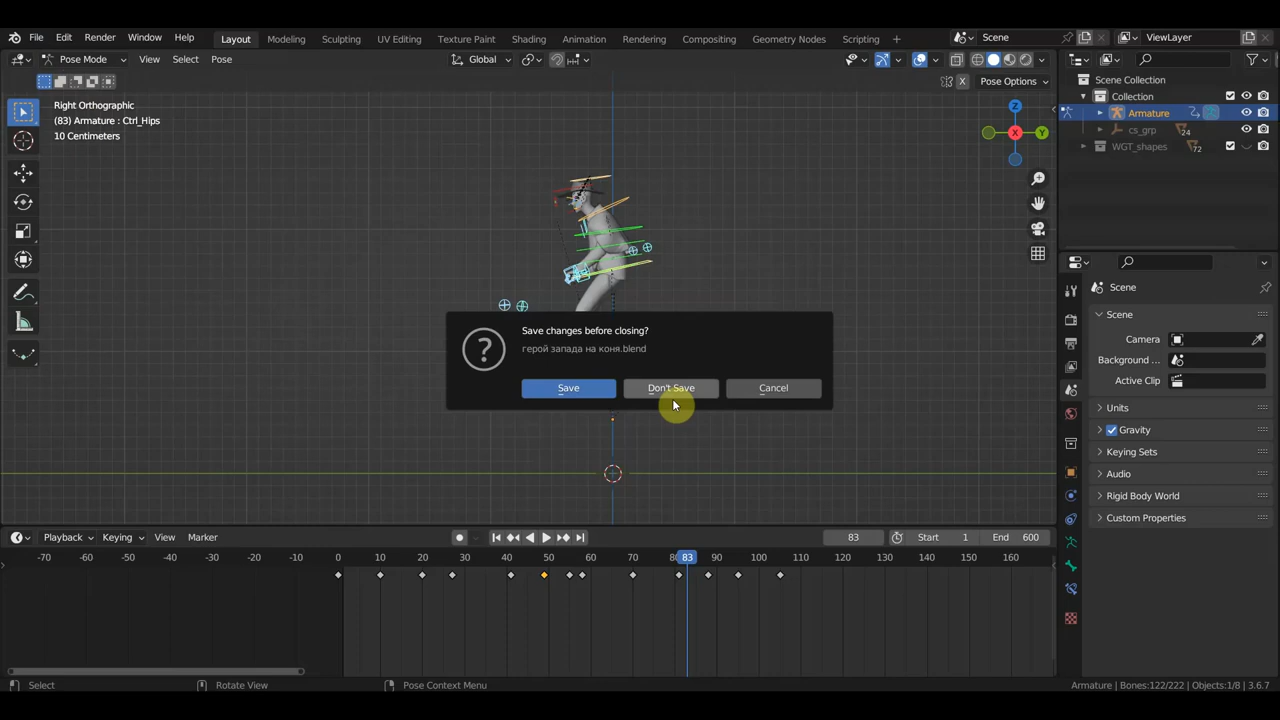 File Edit Render Window Help Layout Modeling Sculpting UV Editing Texture Paint Shading Animation Rendering Compositing Geometry Nodes Scripting + Scene ViewLayer
Pose Mode View Select Pose Global
X Pose Options
Right Orthographic
(83) Armature : Ctrl_Hips
10 Centimeters
Z
X
Y
Scene Collection
Collection
Armature
cs_grp 24
WGT_shapes 72
Scene
Scene
Camera
Background ...
Active Clip
Units
Gravity
Keying Sets
Audio
Rigid Body World
Custom Properties
Save changes before closing?
герой запада на коня.blend
Save Don't Save Cancel
Playback Keying View Marker 83 Start 1 End 600
-70 -60 -50 -40 -30 -20 -10 0 10 20 30 40 50 60 70 83 90 100 110 120 130 140 150 160
Select Rotate View Pose Context Menu Armature | Bones:122/222 | Objects:1/8 | 3.6.7